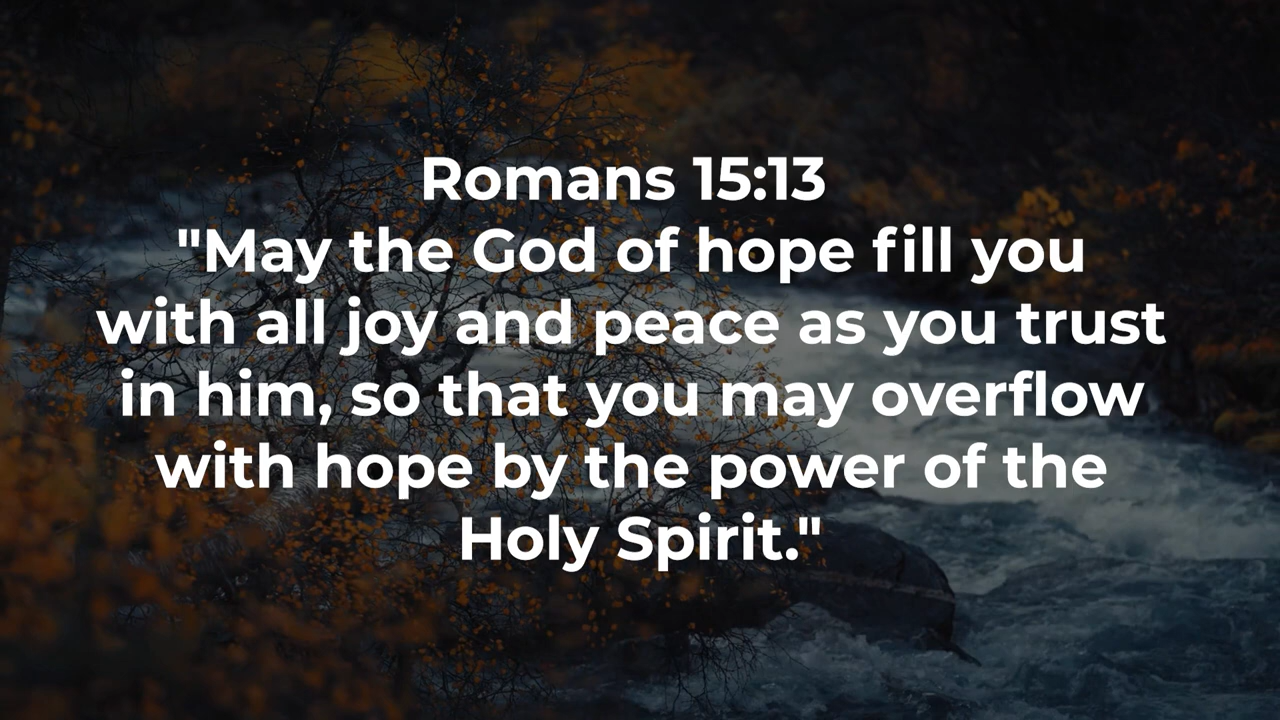 Romans 15:13
"May the God of hope fill you
with all joy and peace as you trust
in him, so that you may overflow
with hope by the power of the
Holy Spirit."